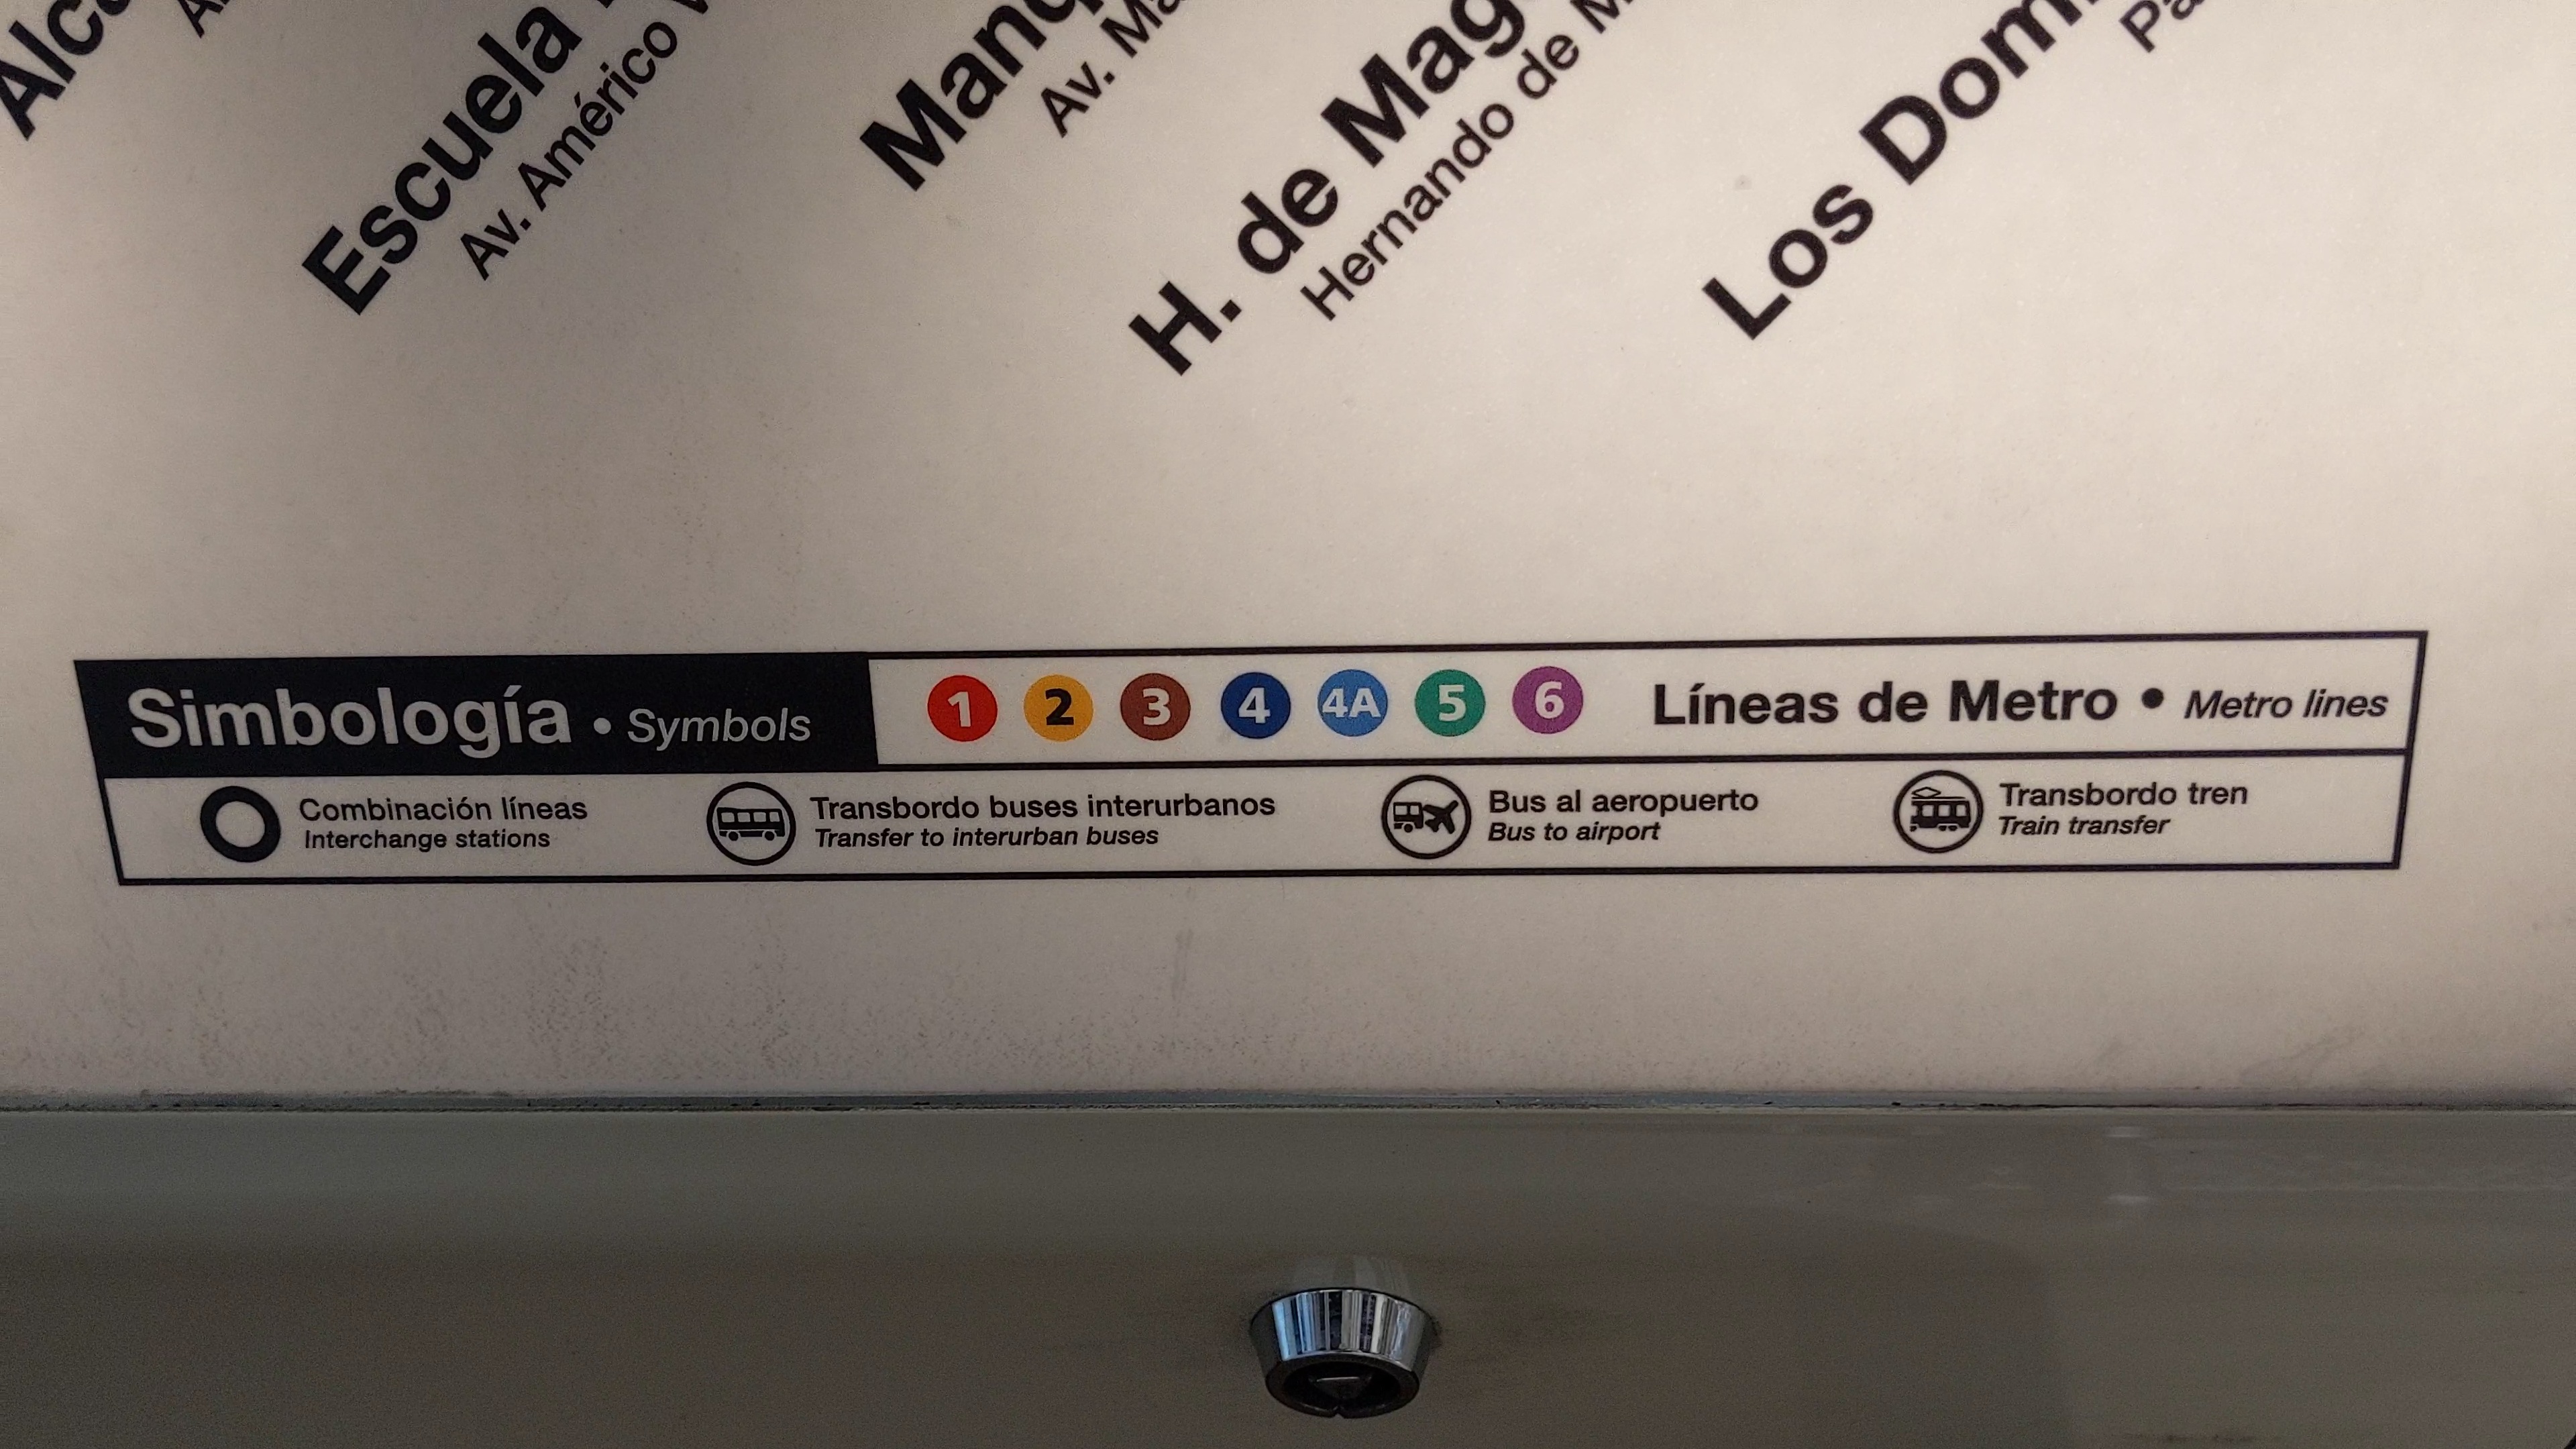 Escuela
Av. Américo
Av.
H. de
Hernando de
Los
Simbología • Symbols
1 2 3 4 4A 5 6 Líneas de Metro • Metro lines
Combinación líneas
Interchange stations
Transbordo buses interurbanos
Transfer to interurban buses
Bus al aeropuerto
Bus to airport
Transbordo tren
Train transfer